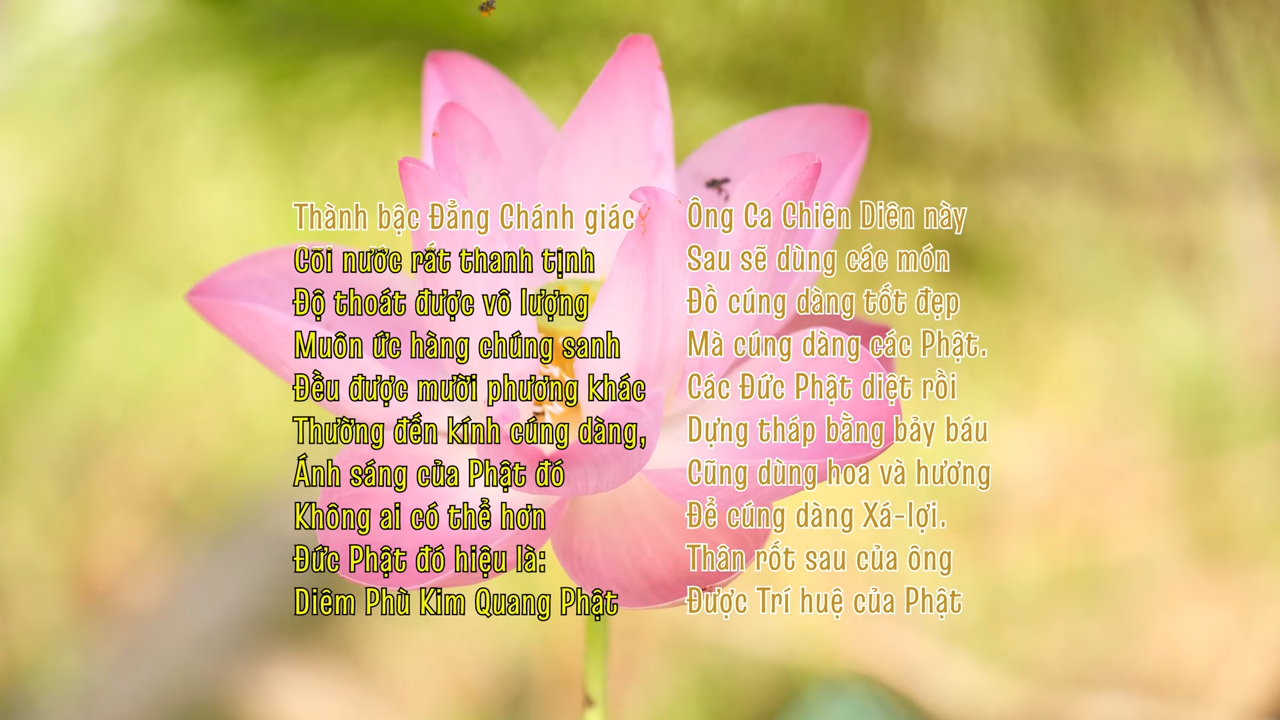 Thành bậc Đẳng Chánh giác
Cõi nước rất thanh tịnh
Độ thoát được vô lượng
Muôn ức hàng chúng sanh
Đều được mười phương khác
Thường đến kính cúng dàng,
Ánh sáng của Phật đó
Không ai có thể hơn
Đức Phật đó hiệu là:
Diêm Phù Kim Quang Phật
Ông Ca Chiên Diên này
Sau sẽ dùng các món
Đồ cúng dàng tốt đẹp
Mà cúng dàng các Phật.
Các Đức Phật diệt rồi
Dựng tháp bằng bảy báu
Cũng dùng hoa và hương
Để cúng dàng Xá-lợi.
Thân rốt sau của ông
Được Trí huệ của Phật